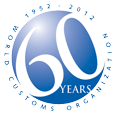 1952 - 2012
60
YEARS
WORLD CUSTOMS ORGANIZATION